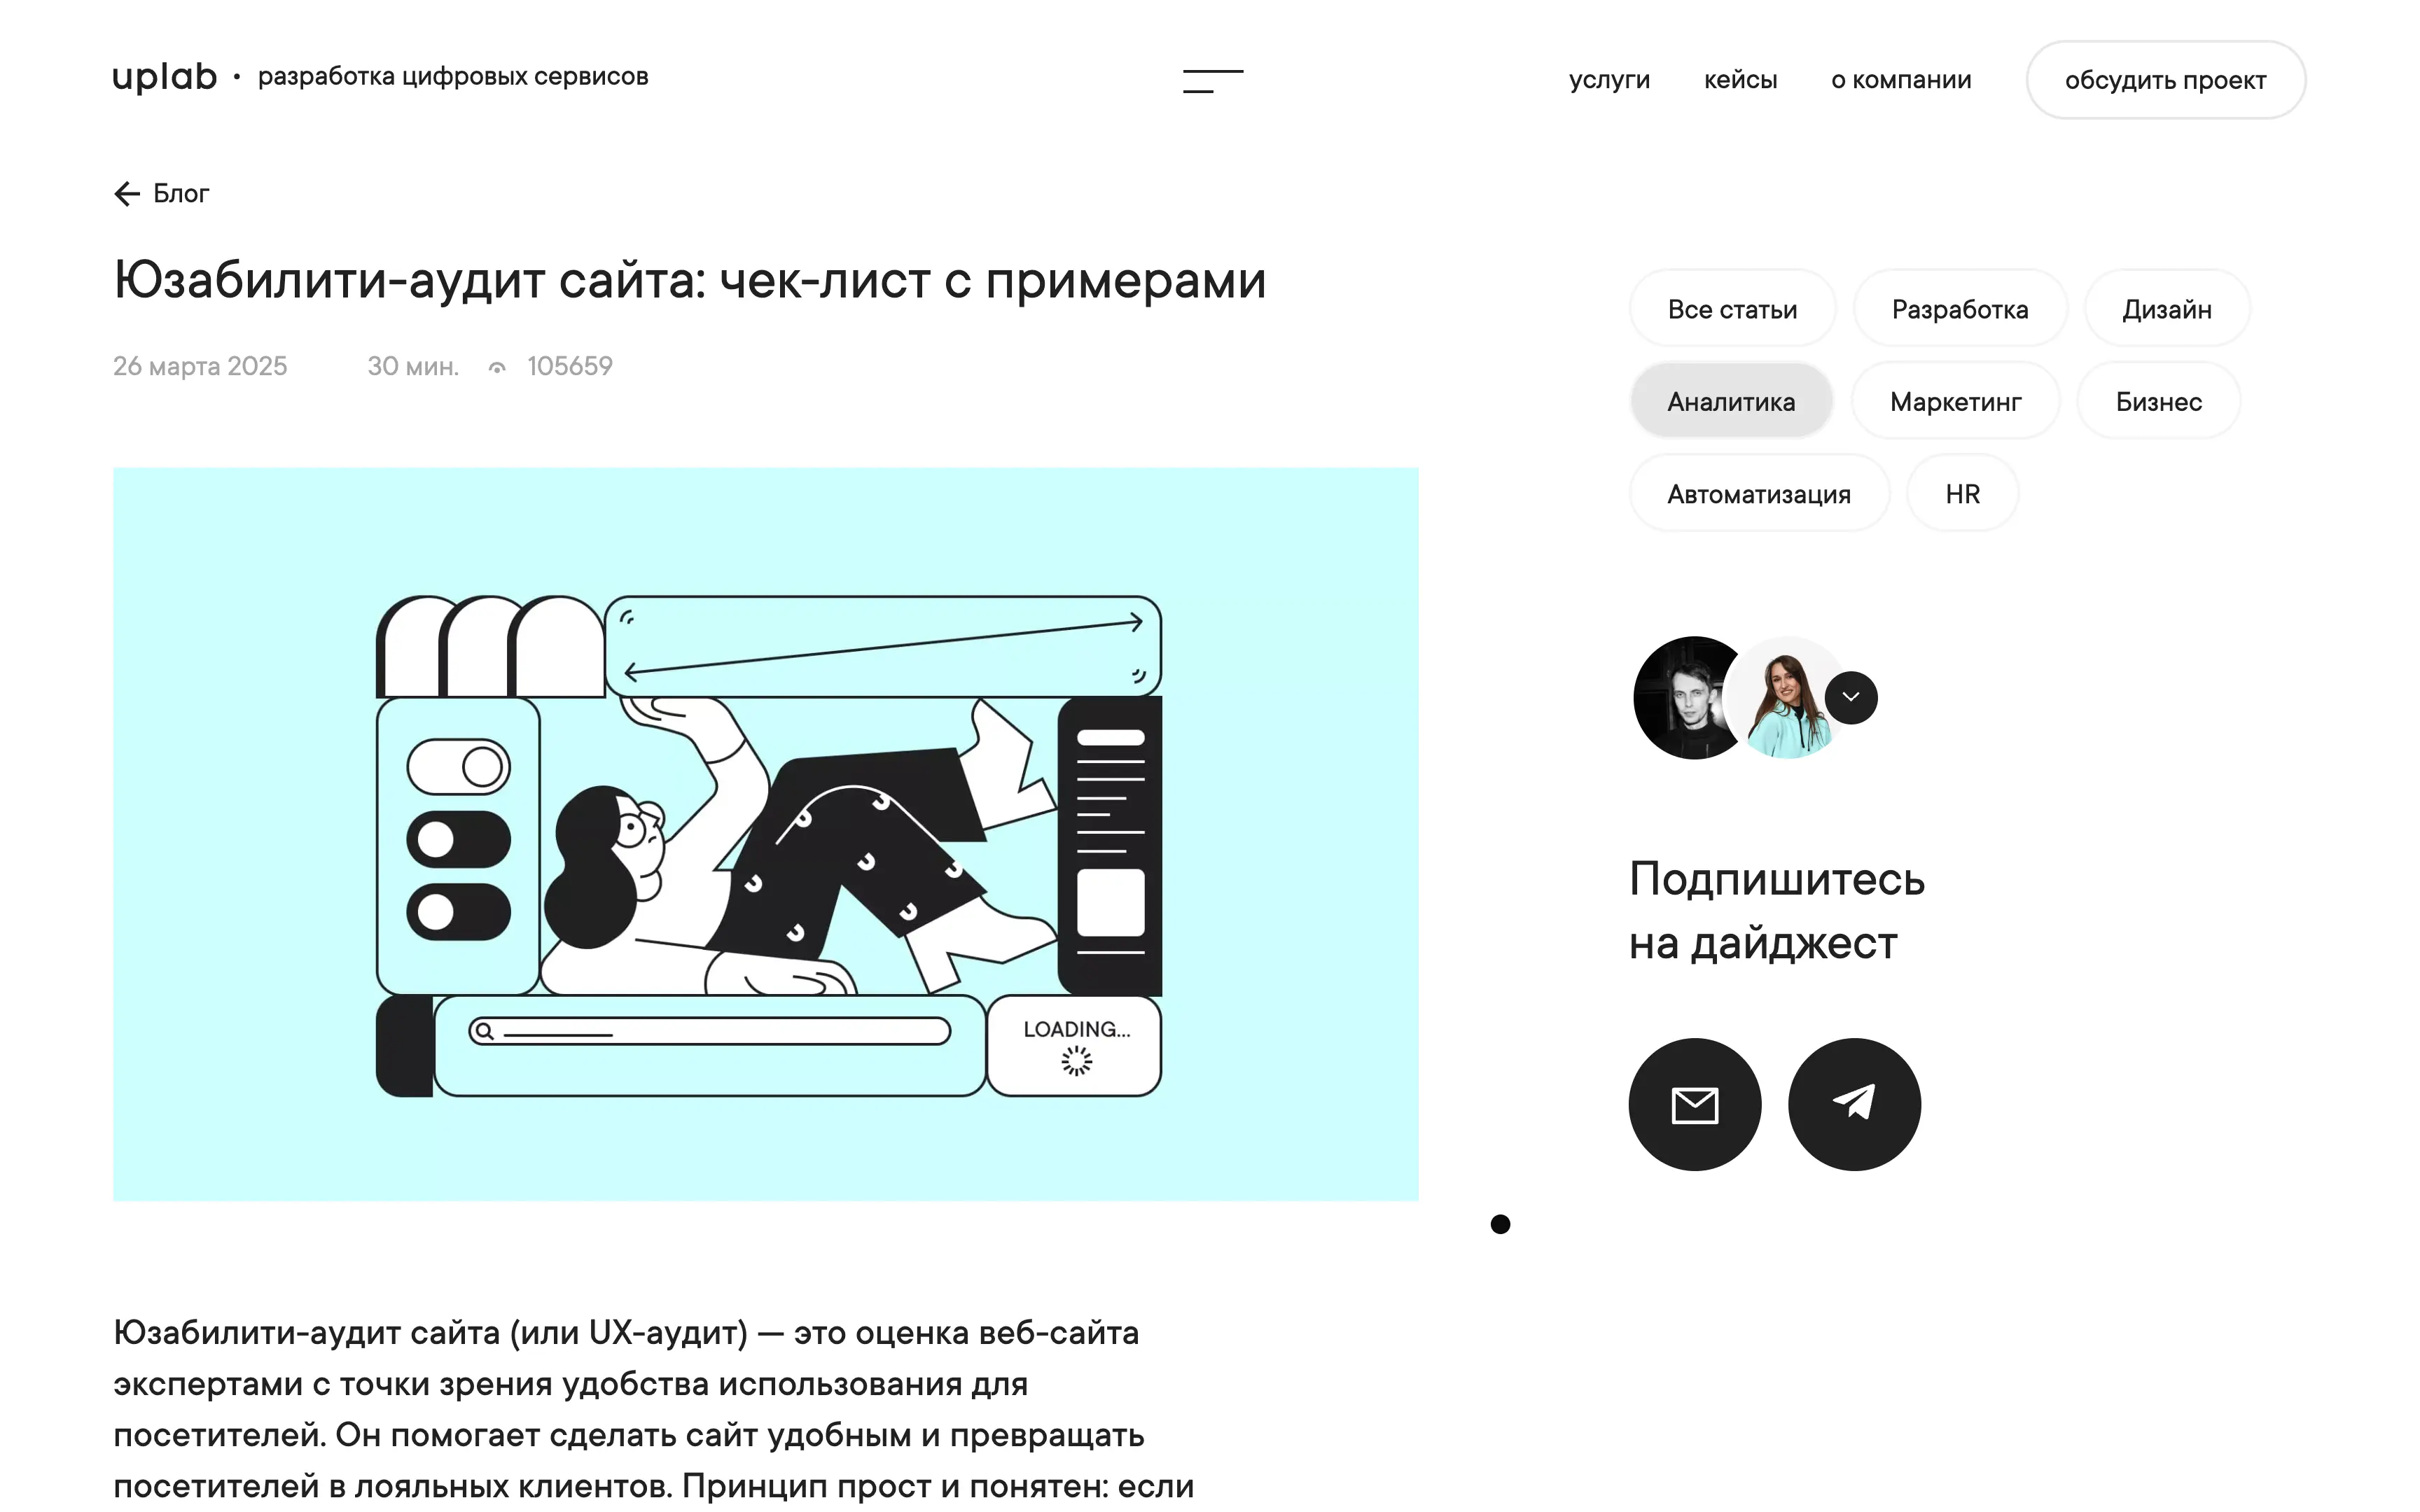 uplab • разработка цифровых сервисов
услуги кейсы о компании обсудить проект
← Блог
Юзабилити-аудит сайта: чек-лист с примерами
26 марта 2025 30 мин. 105659
Все статьи Разработка Дизайн
Аналитика Маркетинг Бизнес
Автоматизация HR
LOADING...
Подпишитесь
на дайджест
Юзабилити-аудит сайта (или UX-аудит) — это оценка веб-сайта
экспертами с точки зрения удобства использования для
посетителей. Он помогает сделать сайт удобным и превращать
посетителей в лояльных клиентов. Принцип прост и понятен: если